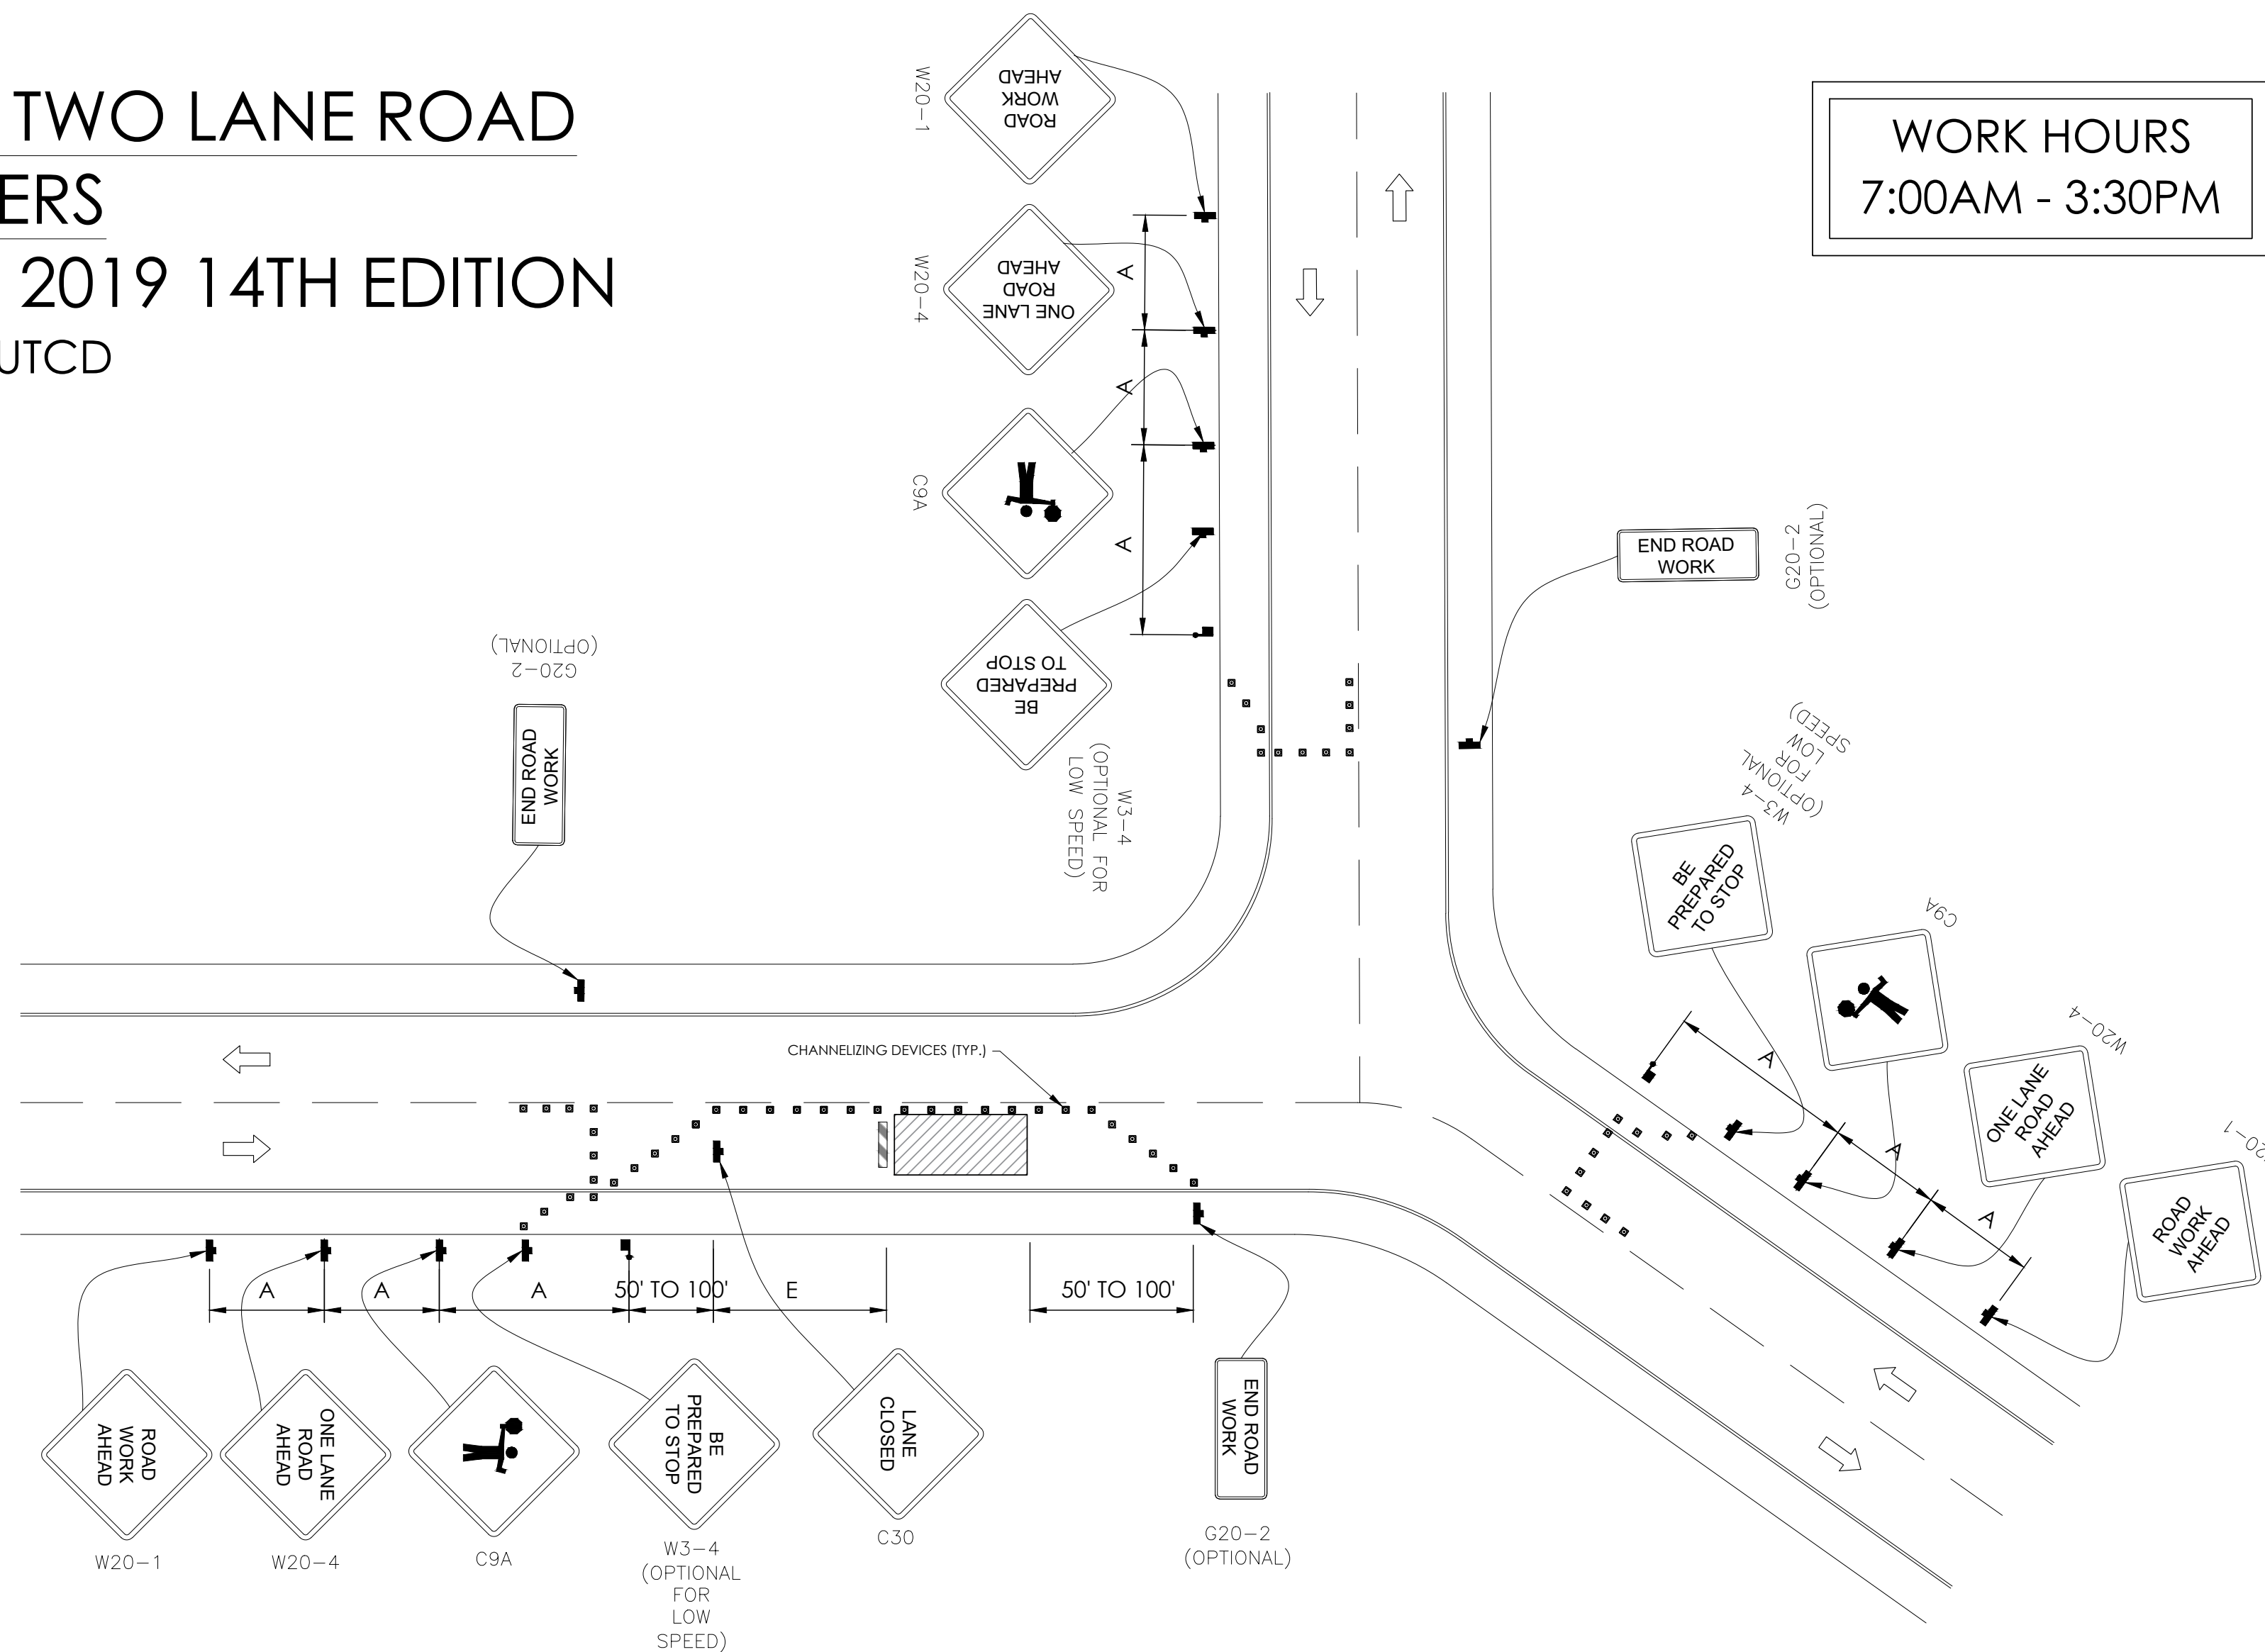 TWO LANE ROAD
ERS
2019 14TH EDITION
UTCD
WORK HOURS
7:00AM - 3:30PM
ROAD
WORK
AHEAD
W20-1
ONE LANE
ROAD
AHEAD
W20-4
C9A
BE
PREPARED
TO STOP
W3-4
(OPTIONAL FOR
LOW SPEED)
A
A
A
END ROAD
WORK
G20-2
(OPTIONAL)
G20-2
(OPTIONAL)
END ROAD
WORK
W3-4
(OPTIONAL
FOR
LOW
SPEED)
BE
PREPARED
TO STOP
C9A
W20-4
ONE LANE
ROAD
AHEAD
ROAD
WORK
AHEAD
A
A
A
CHANNELIZING DEVICES (TYP.)
A
A
A
50' TO 100'
E
50' TO 100'
ROAD
WORK
AHEAD
W20-1
ONE LANE
ROAD
AHEAD
W20-4
C9A
BE
PREPARED
TO STOP
W3-4
(OPTIONAL
FOR
LOW
SPEED)
LANE
CLOSED
C30
END ROAD
WORK
G20-2
(OPTIONAL)